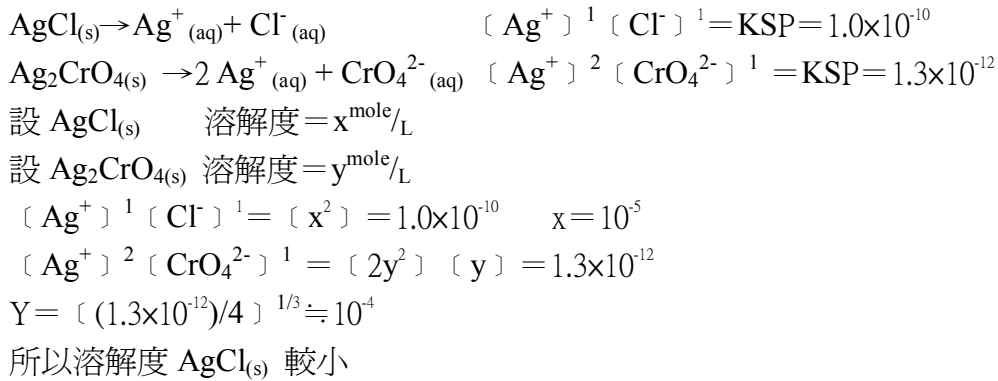 AgCl(s)→Ag⁺(aq)+ Cl⁻(aq) 〔Ag⁺〕¹〔Cl⁻〕¹＝KSP＝1.0×10⁻¹⁰
Ag₂CrO₄(s) →2 Ag⁺(aq) + CrO₄²⁻(aq) 〔Ag⁺〕²〔CrO₄²⁻〕¹ ＝KSP＝1.3×10⁻¹²
設 AgCl(s) 溶解度＝x^mole/L
設 Ag₂CrO₄(s) 溶解度＝y^mole/L
〔Ag⁺〕¹〔Cl⁻〕¹＝〔x²〕＝1.0×10⁻¹⁰ x＝10⁻⁵
〔Ag⁺〕²〔CrO₄²⁻〕¹ ＝〔2y²〕〔y〕＝1.3×10⁻¹²
Y＝〔(1.3×10⁻¹²)/4〕^1/3≒10⁻⁴
所以溶解度 AgCl(s) 較小